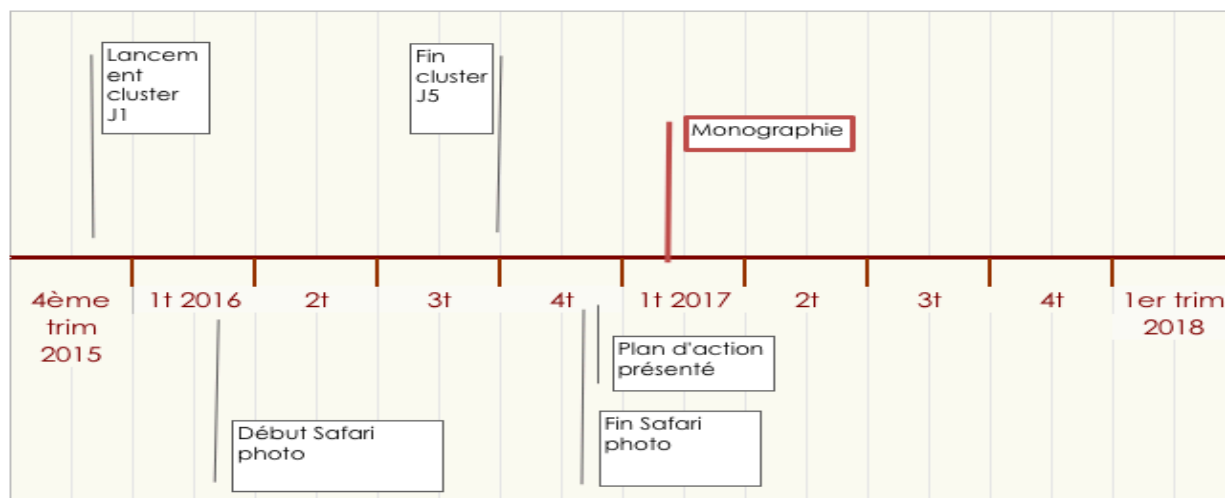 Lancem
ent
cluster
J1
Fin
cluster
J5
Monographie
4ème
trim
2015
1t 2016
2t
3t
4t
1t 2017
2t
3t
4t
1er trim
2018
Plan d'action
présenté
Début Safari
photo
Fin Safari
photo